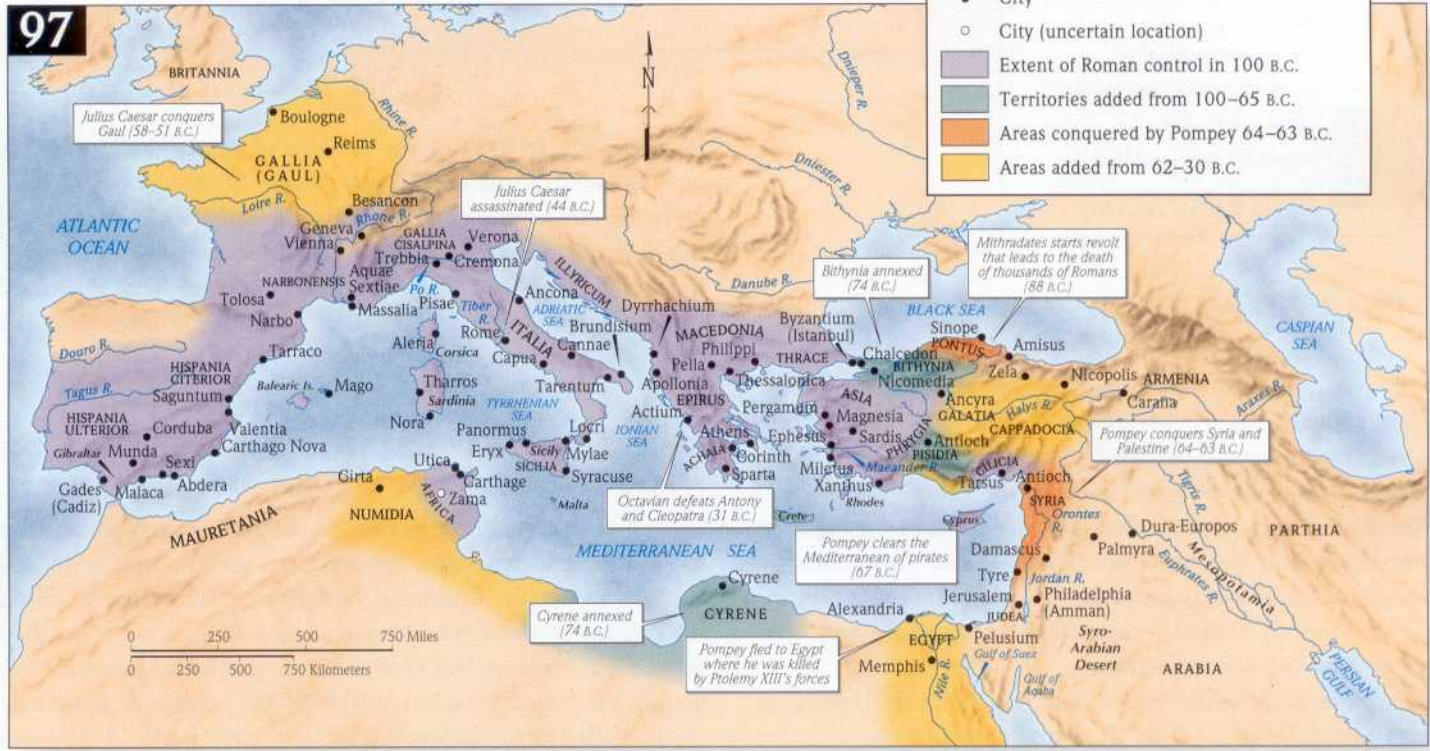 97
City
City (uncertain location)
Extent of Roman control in 100 B.C.
Territories added from 100–65 B.C.
Areas conquered by Pompey 64–63 B.C.
Areas added from 62–30 B.C.
N
BRITANNIA
Julius Caesar conquers
Gaul (58–51 B.C.)
Boulogne
Reims
Rhine R.
GALLIA
(GAUL)
Loire R.
Besancon
Geneva
Rhone R.
Vienna
ATLANTIC
OCEAN
Julius Caesar
assassinated (44 B.C.)
GALLIA
CISALPINA
Verona
Trebbia
Cremona
Po R.
NARBONENSIS
Aquae
Sextiae
Massalia
Tolosa
Narbo
Pisae
Tiber
R.
Ancona
ADRIATIC
SEA
ILLYRICUM
Dnieper R.
Dniester R.
Danube R.
Bithynia annexed
(74 B.C.)
Mithradates starts revolt
that leads to the death
of thousands of Romans
(88 B.C.)
BLACK SEA
CASPIAN
SEA
Douro R.
Tagus R.
HISPANIA
CITERIOR
Tarraco
Saguntum
Balearic Is.
Mago
HISPANIA
ULTERIOR
Corduba
Valentia
Carthago Nova
Munda
Gibraltar
Sexi
Abdera
Malaca
Gades
(Cadiz)
Aleria
Corsica
Rome
ITALIA
Capua
Cannae
Brundisium
Tarentum
Tharros
Sardinia
Nora
TYRRHENIAN
SEA
Panormus
Eryx
Sicily
SICILIA
Mylae
Locri
Syracuse
IONIAN
SEA
Malta
Dyrrhachium
MACEDONIA
Philippi
Pella
Thessalonica
Apollonia
EPIRUS
Actium
THRACE
Byzantium
(Istanbul)
Chalcedon
BITHYNIA
Nicomedia
Sinope
PONTUS
Amisus
Zela
Nicopolis
ARMENIA
Carana
Araxes R.
Ancyra
GALATIA
Halys R.
CAPPADOCIA
ASIA
Pergamum
Magnesia
Sardis
Ephesus
PHRYGIA
Antioch
PISIDIA
Miletus
Maeander R.
Xanthus
Rhodes
CILICIA
Tarsus
Antioch
SYRIA
Orontes
R.
Athens
ACHAIA
Corinth
Sparta
Crete
Cyprus
Octavian defeats Antony
and Cleopatra (31 B.C.)
Pompey conquers Syria and
Palestine (64–63 B.C.)
Pompey clears the
Mediterranean of pirates
(67 B.C.)
Tigris R.
Dura-Europos
PARTHIA
Palmyra
Mesopotamia
Euphrates R.
Damascus
Tyre
Jordan R.
Jerusalem
JUDEA
Philadelphia
(Amman)
Syro-
Arabian
Desert
ARABIA
PERSIAN
GULF
Utica
Carthage
Zama
AFRICA
Cirta
NUMIDIA
MAURETANIA
MEDITERRANEAN SEA
Cyrene
CYRENE
Cyrene annexed
(74 B.C.)
Alexandria
EGYPT
Pelusium
Gulf of Suez
Gulf of
Aqaba
Memphis
Nile R.
Pompey fled to Egypt
where he was killed
by Ptolemy XIII's forces
0 250 500 750 Miles
0 250 500 750 Kilometers